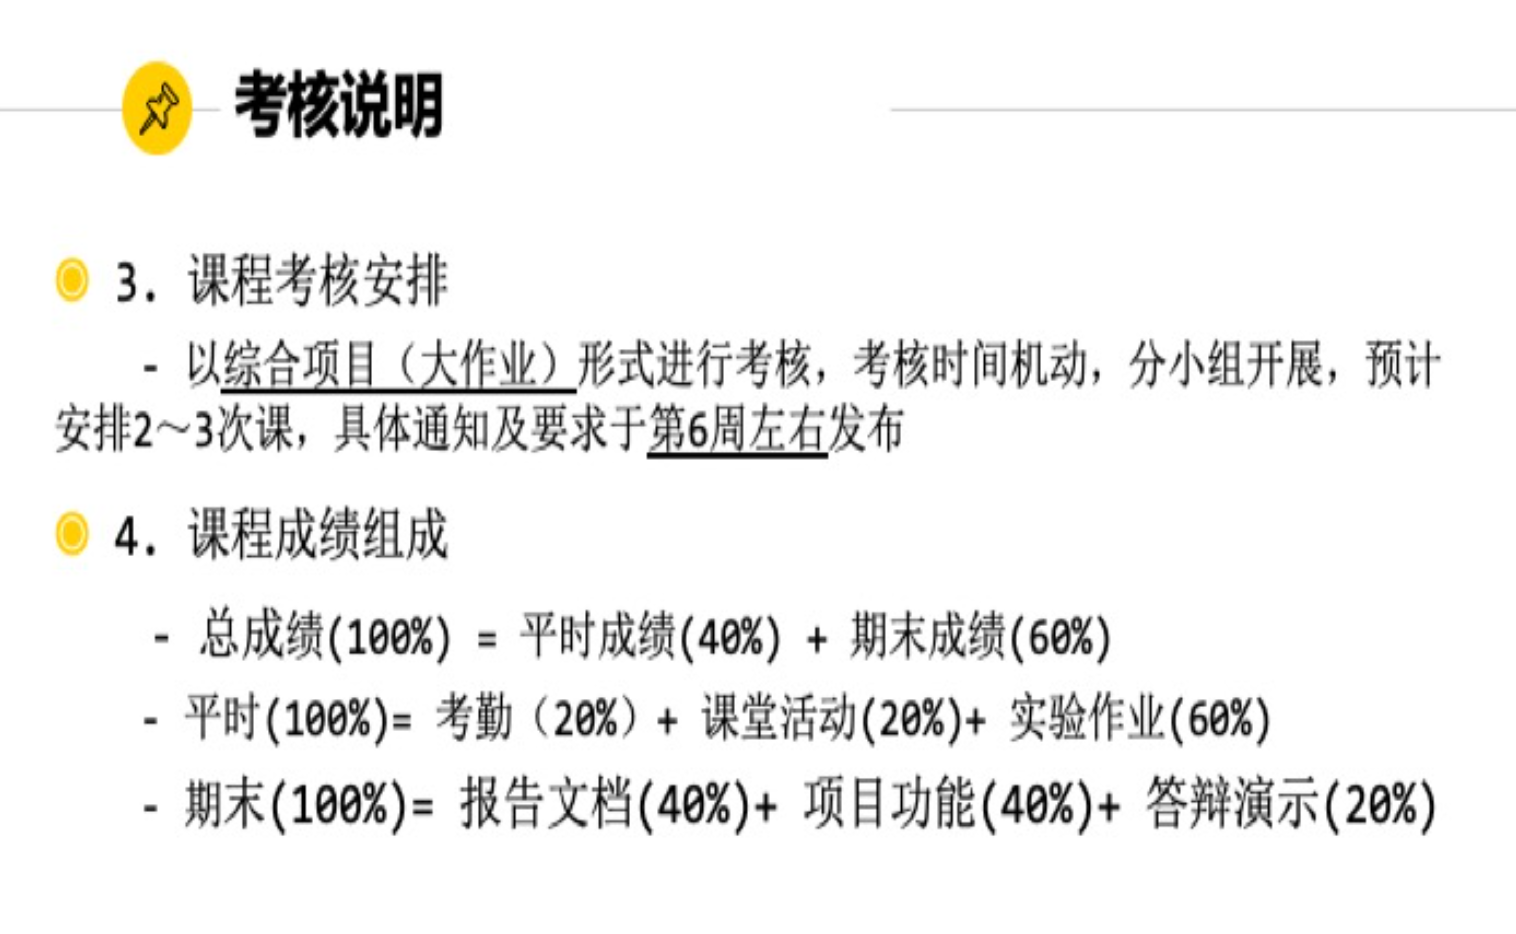 考核说明
3. 课程考核安排
- 以综合项目（大作业）形式进行考核，考核时间机动，分小组开展，预计
安排2～3次课，具体通知及要求于第6周左右发布
4. 课程成绩组成
- 总成绩(100%) = 平时成绩(40%) + 期末成绩(60%)
- 平时(100%)= 考勤（20%）+ 课堂活动(20%)+ 实验作业(60%)
- 期末(100%)= 报告文档(40%)+ 项目功能(40%)+ 答辩演示(20%)